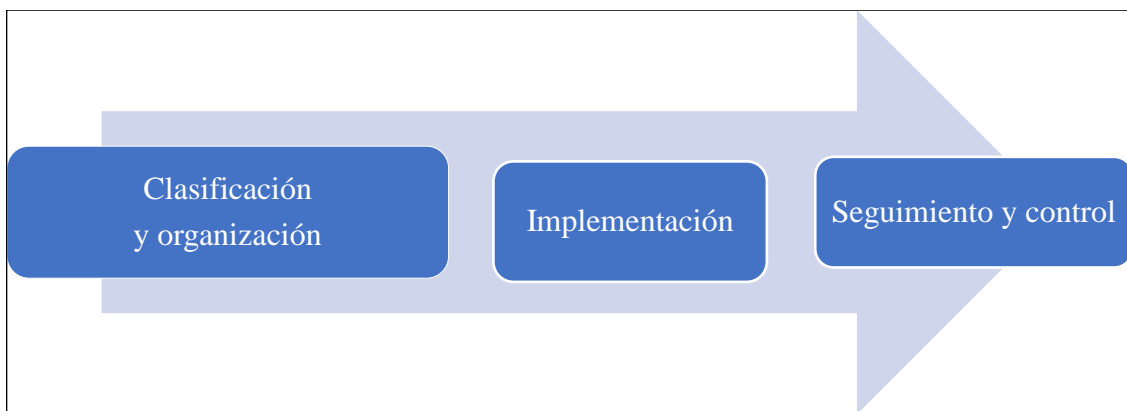 Clasificación
y organización
Implementación
Seguimiento y control